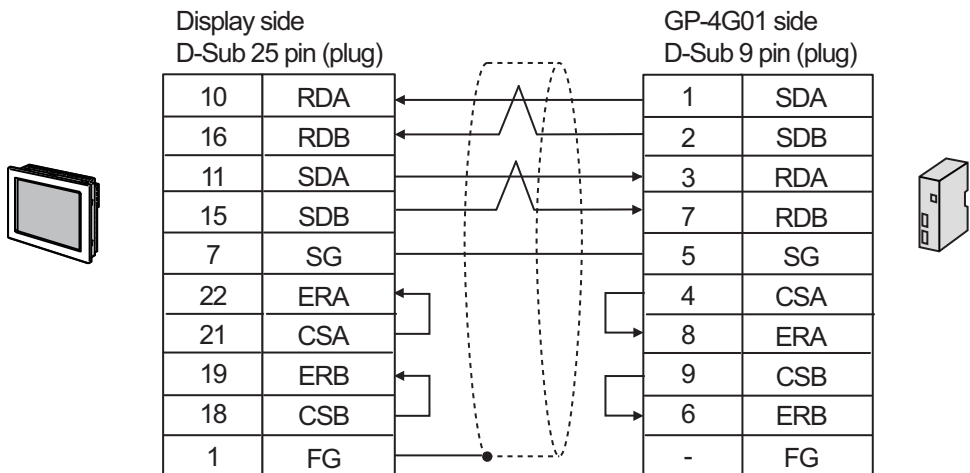 Display side GP-4G01 side
D-Sub 25 pin (plug) D-Sub 9 pin (plug)
10 RDA 1 SDA
16 RDB 2 SDB
11 SDA 3 RDA
15 SDB 7 RDB
7 SG 5 SG
22 ERA 4 CSA
21 CSA 8 ERA
19 ERB 9 CSB
18 CSB 6 ERB
1 FG - FG